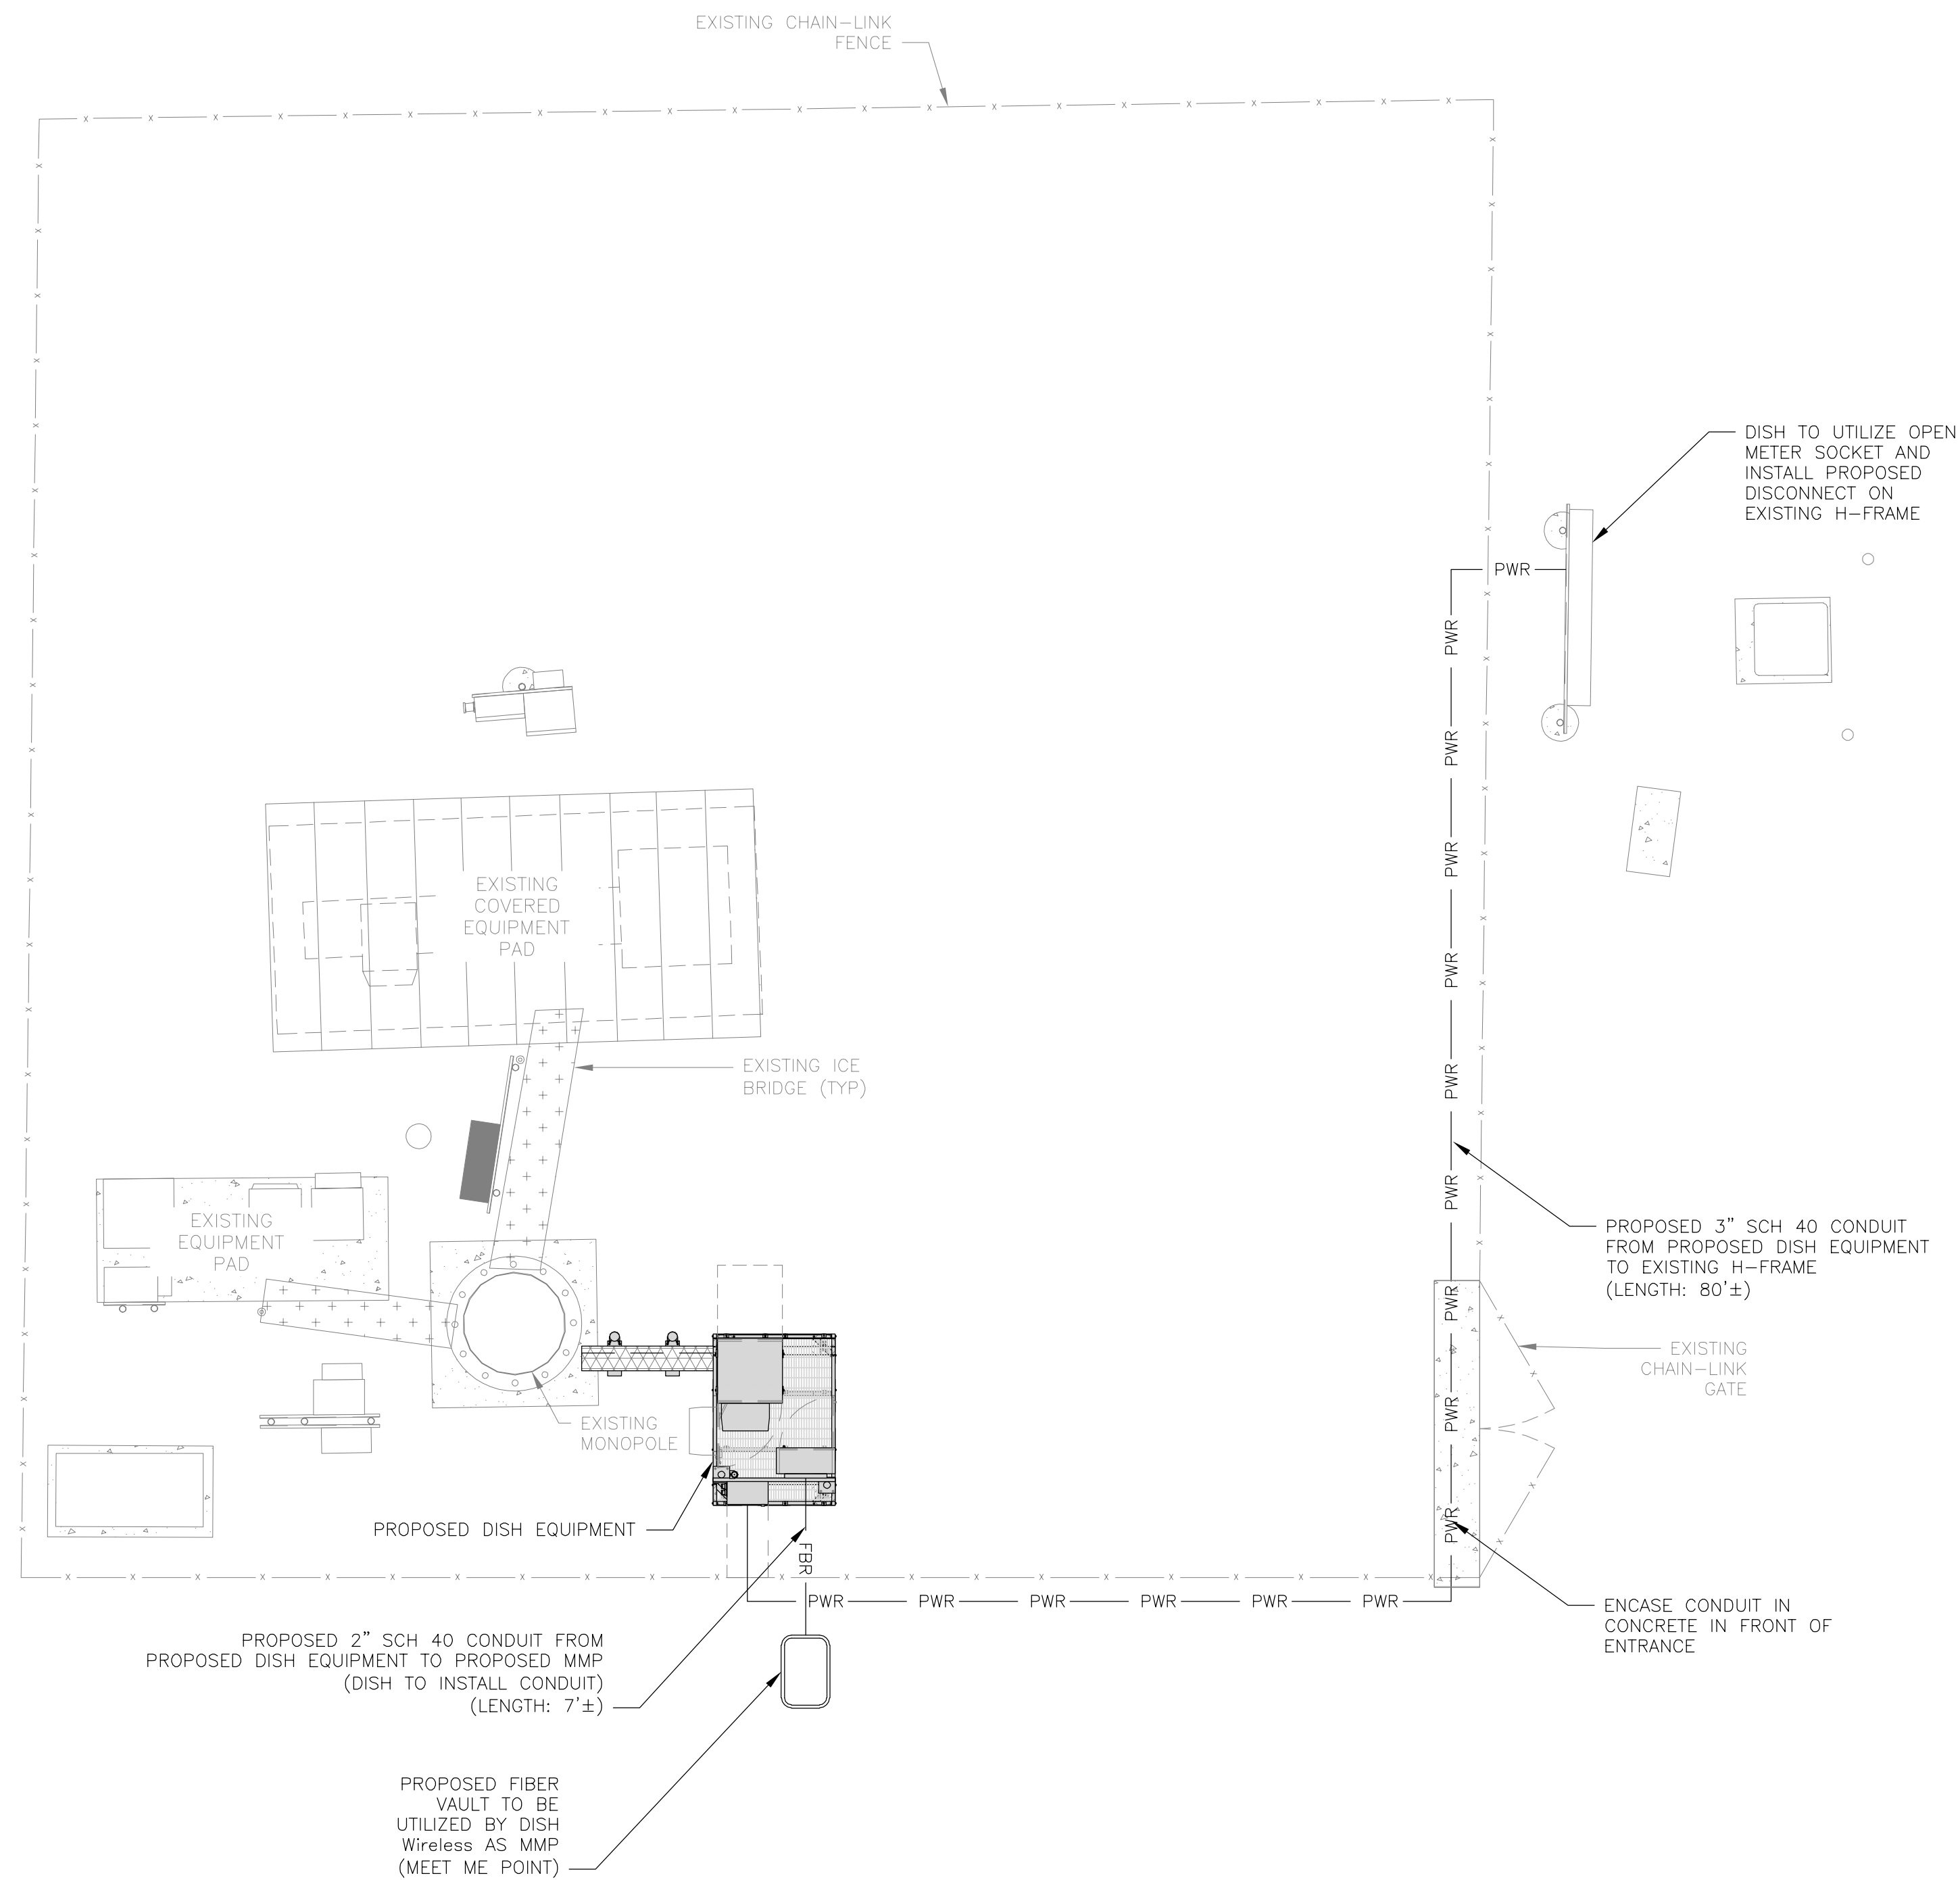 EXISTING CHAIN-LINK
FENCE
DISH TO UTILIZE OPEN
METER SOCKET AND
INSTALL PROPOSED
DISCONNECT ON
EXISTING H-FRAME
PWR
PWR
PWR
PWR
PWR
PWR
PWR
PWR
PWR
PWR
EXISTING
COVERED
EQUIPMENT
PAD
EXISTING ICE
BRIDGE (TYP)
EXISTING
EQUIPMENT
PAD
PROPOSED 3" SCH 40 CONDUIT
FROM PROPOSED DISH EQUIPMENT
TO EXISTING H-FRAME
(LENGTH: 80'±)
EXISTING
CHAIN-LINK
GATE
EXISTING
MONOPOLE
PROPOSED DISH EQUIPMENT
FBR
PWR
PWR
PWR
PWR
PWR
PWR
ENCASE CONDUIT IN
CONCRETE IN FRONT OF
ENTRANCE
PROPOSED 2" SCH 40 CONDUIT FROM
PROPOSED DISH EQUIPMENT TO PROPOSED MMP
(DISH TO INSTALL CONDUIT)
(LENGTH: 7'±)
PROPOSED FIBER
VAULT TO BE
UTILIZED BY DISH
Wireless AS MMP
(MEET ME POINT)